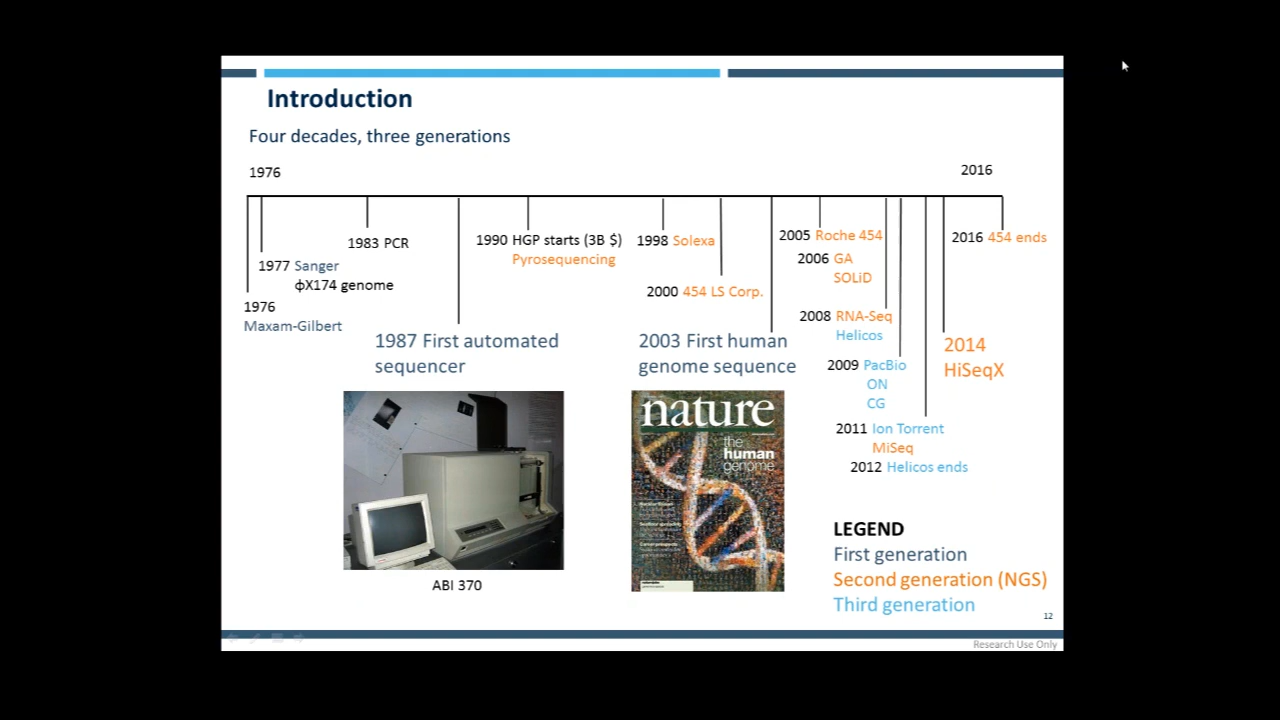 Introduction
Four decades, three generations
1976
2016
1983 PCR
1990 HGP starts (3B $)
Pyrosequencing
1998 Solexa
2005 Roche 454
2016 454 ends
1977 Sanger
φX174 genome
2006 GA
SOLiD
2000 454 LS Corp.
1976
Maxam-Gilbert
2008 RNA-Seq
Helicos
1987 First automated
sequencer
2003 First human
genome sequence
2014
HiSeqX
2009 PacBio
ON
CG
2011 Ion Torrent
MiSeq
2012 Helicos ends
nature
the
human
genome
ABI 370
LEGEND
First generation
Second generation (NGS)
Third generation
12
Research Use Only